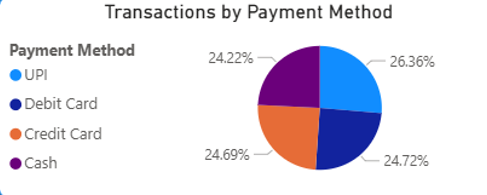 Transactions by Payment Method
Payment Method
UPI
Debit Card
Credit Card
Cash
24.22%
26.36%
24.69%
24.72%